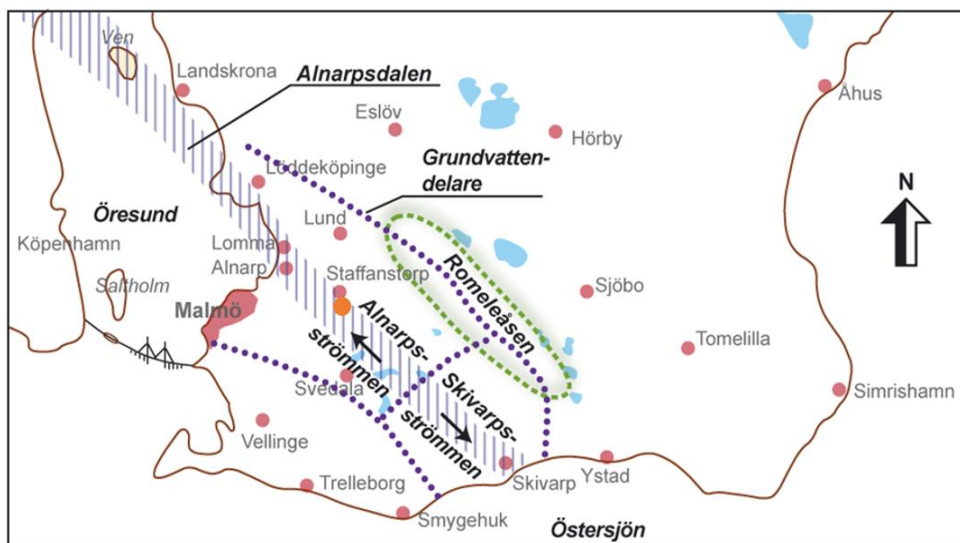 Ven
Landskrona
Alnarpsdalen
Eslöv
Åhus
Hörby
Grundvatten-
delare
Löddeköpinge
N
Öresund
Lund
Köpenhamn
Lomma
Alnarp
Staffanstorp
Romeleåsen
Saltholm
Sjöbo
Malmö
Alnarps-
strömmen
Tomelilla
Svedala
Skivarps-
strömmen
Simrishamn
Vellinge
Trelleborg
Skivarp
Ystad
Smygehuk
Östersjön